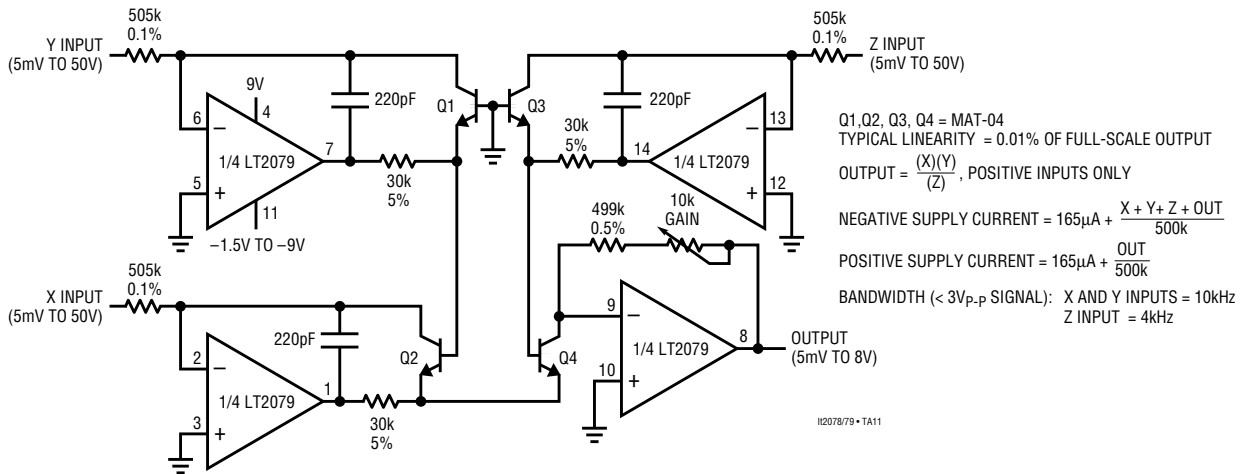 505k
0.1%
Y INPUT
(5mV TO 50V)
9V
4
6
–
1/4 LT2079
7
5
+
11
–1.5V TO –9V
220pF
30k
5%
Q1
Q3
505k
0.1%
Z INPUT
(5mV TO 50V)
220pF
30k
5%
14
13
–
1/4 LT2079
12
+
505k
0.1%
X INPUT
(5mV TO 50V)
220pF
2
–
1/4 LT2079
1
3
+
30k
5%
Q2
Q4
499k
0.5%
10k
GAIN
9
–
1/4 LT2079
8
10
+
OUTPUT
(5mV TO 8V)
Q1,Q2, Q3, Q4 = MAT-04
TYPICAL LINEARITY = 0.01% OF FULL-SCALE OUTPUT
OUTPUT = (X)(Y)/(Z), POSITIVE INPUTS ONLY
NEGATIVE SUPPLY CURRENT = 165µA + X + Y+ Z + OUT/500k
POSITIVE SUPPLY CURRENT = 165µA + OUT/500k
BANDWIDTH (< 3VP-P SIGNAL): X AND Y INPUTS = 10kHz
Z INPUT = 4kHz
lt2078/79 • TA11